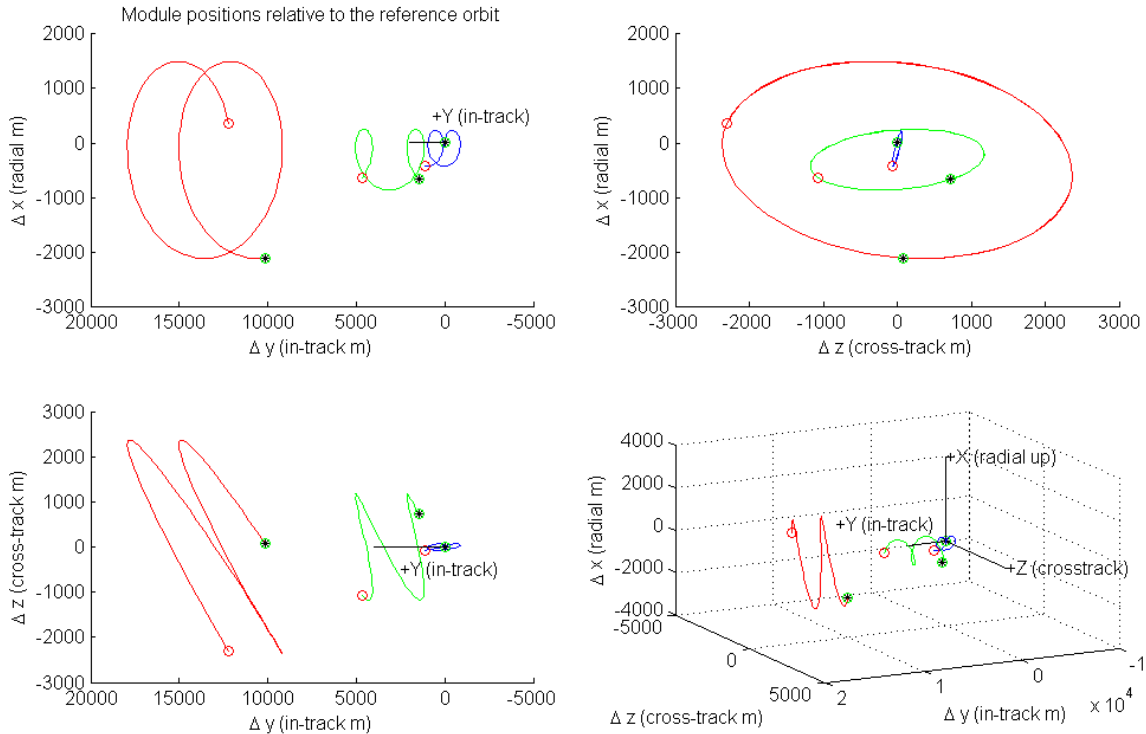 Module positions relative to the reference orbit
2000
1000
0
-1000
-2000
-3000
Δ x (radial m)
+Y (in-track)
20000 15000 10000 5000 0 -5000
Δ y (in-track m)
2000
1000
0
-1000
-2000
-3000
Δ x (radial m)
-3000 -2000 -1000 0 1000 2000 3000
Δ z (cross-track m)
3000
2000
1000
0
-1000
-2000
-3000
Δ z (cross-track m)
+Y (in-track)
20000 15000 10000 5000 0 -5000
Δ y (in-track m)
4000
2000
0
-2000
-4000
Δ x (radial m)
+X (radial up)
+Y (in-track)
+Z (crosstrack)
-5000
0
5000
Δ z (cross-track m)
2 1 0 -1
x 10^4
Δ y (in-track m)